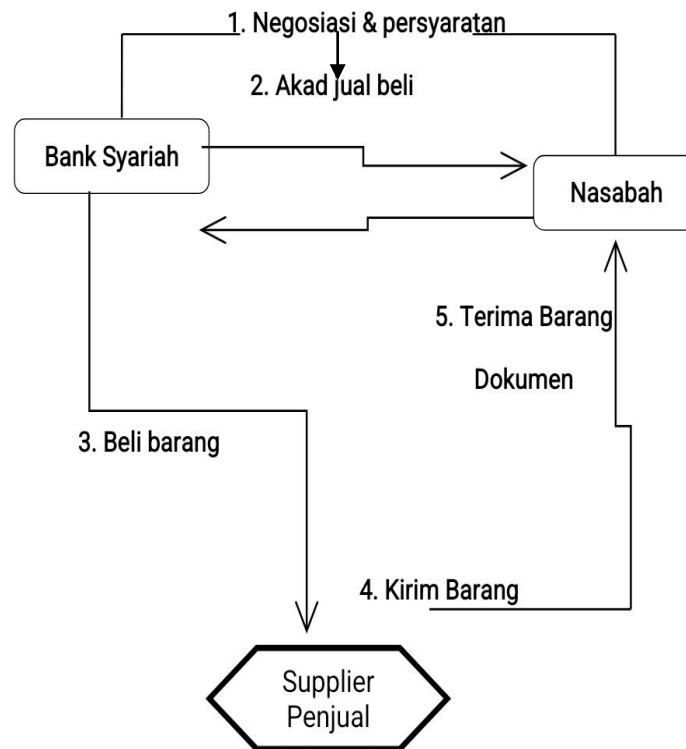 1. Negosiasi & persyaratan
2. Akad jual beli
Bank Syariah
Nasabah
5. Terima Barang
Dokumen
3. Beli barang
4. Kirim Barang
Supplier
Penjual